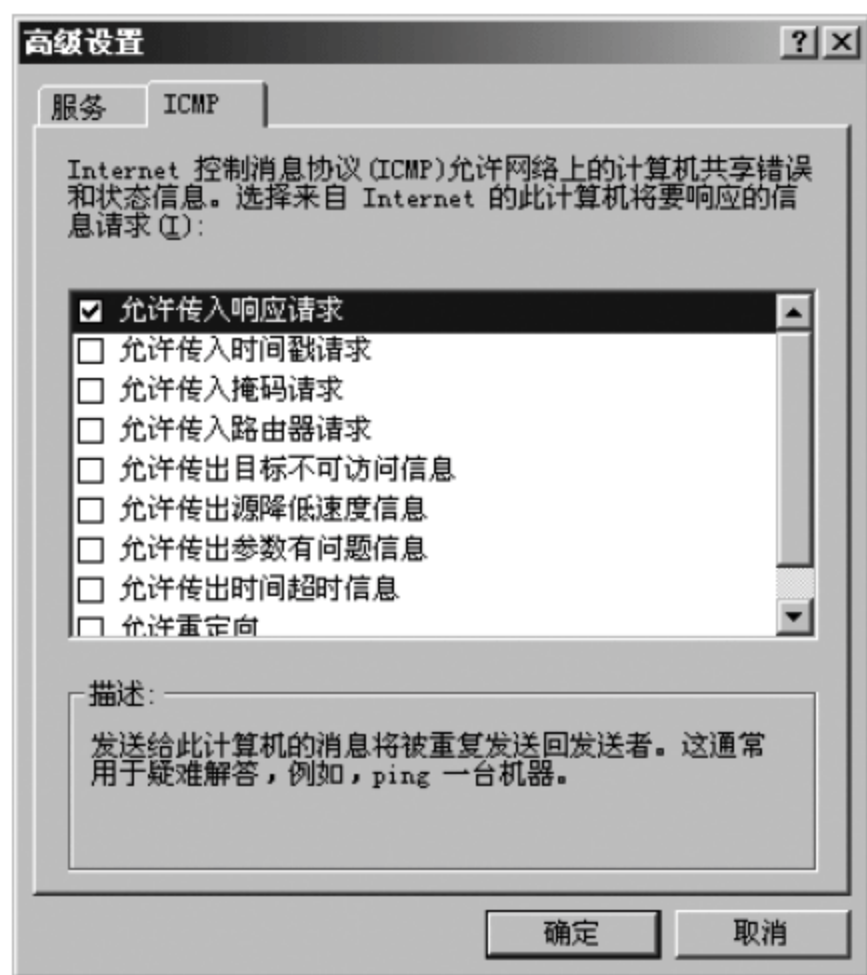 高级设置
服务
ICMP
Internet 控制消息协议(ICMP)允许网络上的计算机共享错误
和状态信息。选择来自 Internet 的此计算机将要响应的信
息请求(I):
允许传入响应请求
允许传入时间戳请求
允许传入掩码请求
允许传入路由器请求
允许传出目标不可访问信息
允许传出源降低速度信息
允许传出参数有问题信息
允许传出时间超时信息
允许重定向
描述:
发送给此计算机的消息将被重复发送回发送者。这通常
用于疑难解答,例如,ping 一台机器。
确定
取消